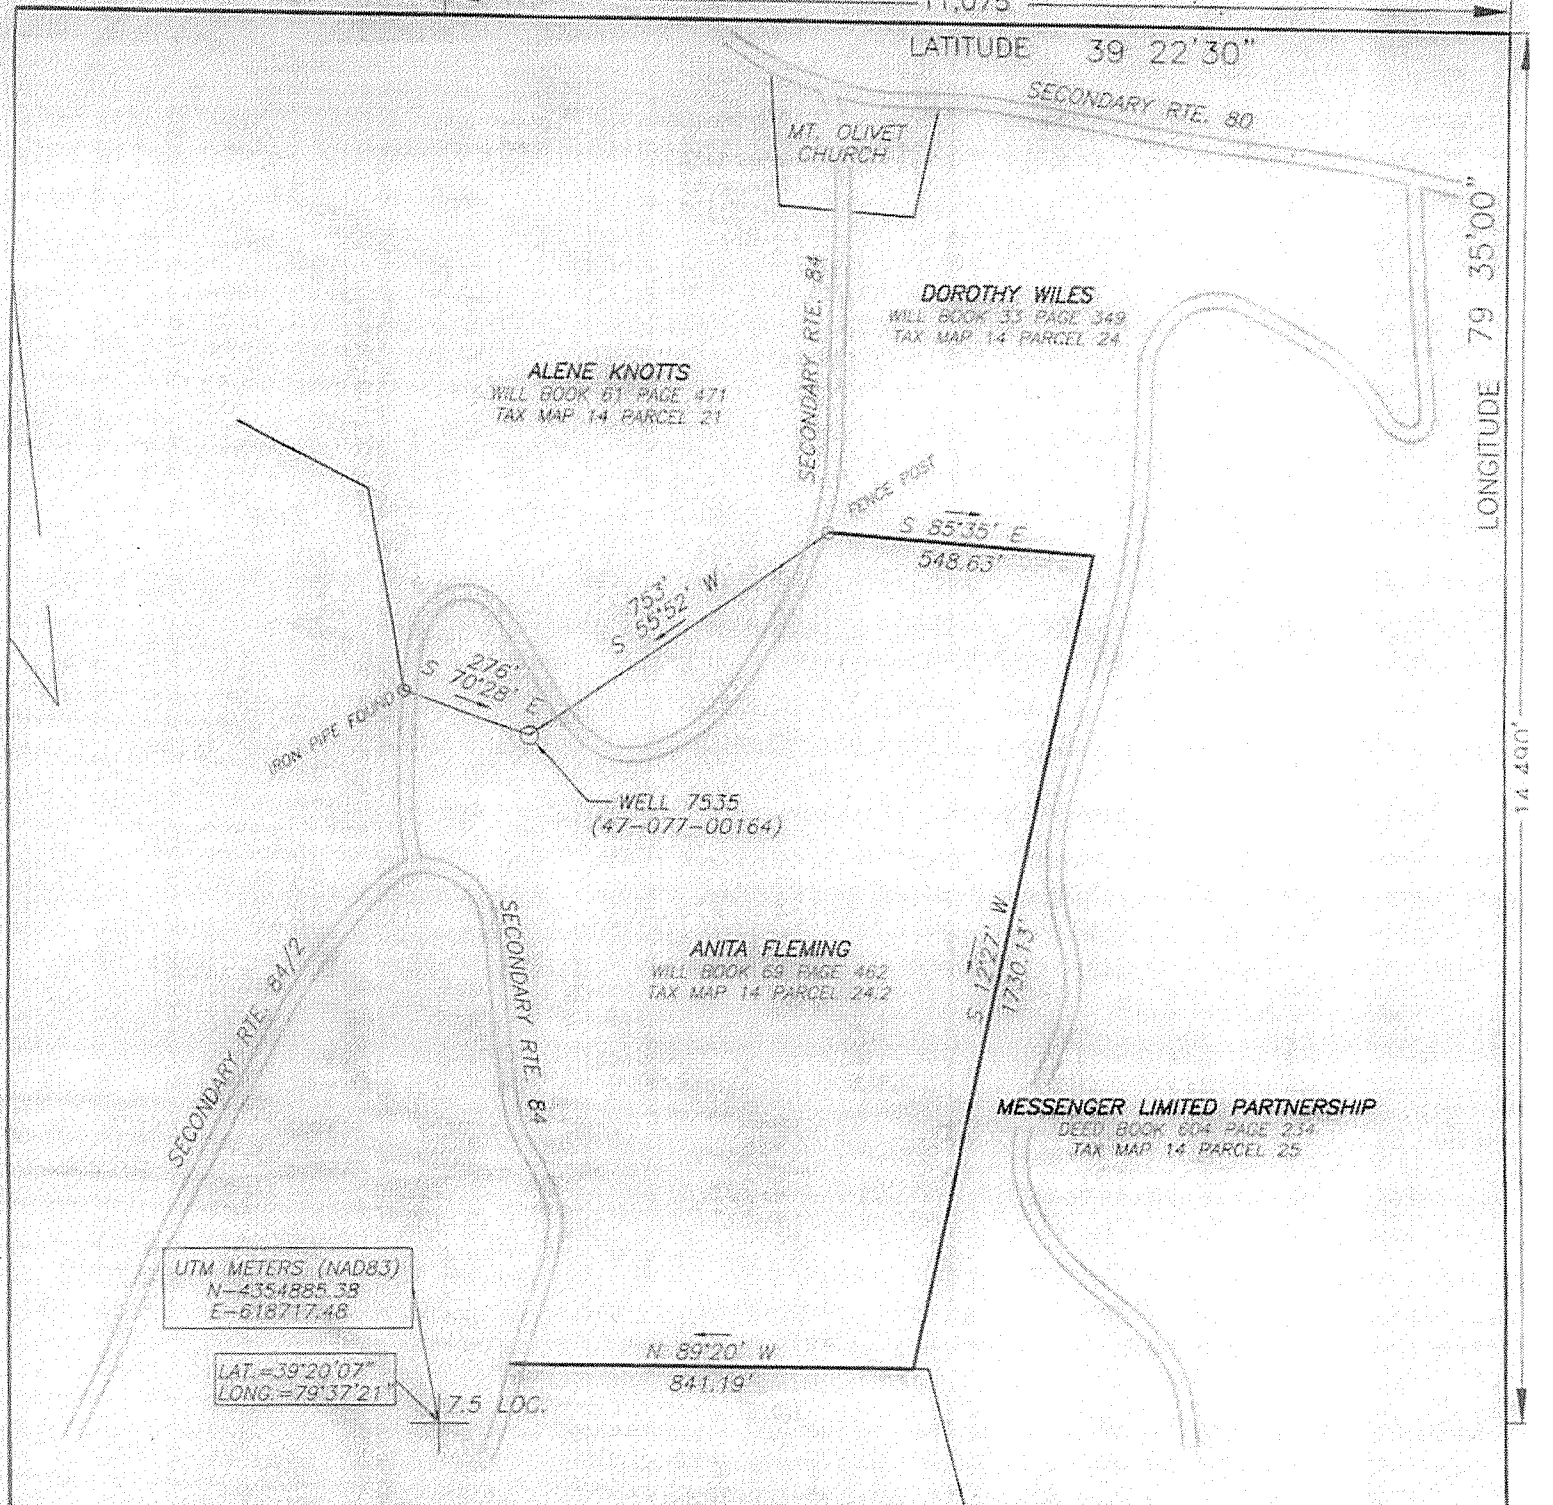 11,075
LATITUDE 39 22'30"
SECONDARY RTE. 80
MT. OLIVET
CHURCH
LONGITUDE 79 35'00"
SECONDARY RTE. 84
DOROTHY WILES
WILL BOOK 33 PAGE 349
TAX MAP 14 PARCEL 24
ALENE KNOTTS
WILL BOOK 61 PAGE 471
TAX MAP 14 PARCEL 21
FENCE POST
S 85°35' E
548.63'
753'
S 55°52' W
276'
S 70°28' E
IRON PIPE FOUND
14,490'
WELL 7535
(47-077-00164)
SECONDARY RTE. 84/2
SECONDARY RTE. 84
ANITA FLEMING
WILL BOOK 69 PAGE 462
TAX MAP 14 PARCEL 24.2
S 12°27' W
1730.13'
MESSENGER LIMITED PARTNERSHIP
DEED BOOK 604 PAGE 234
TAX MAP 14 PARCEL 25
UTM METERS (NAD83)
N-4354885.38
E-618717.48
LAT.=39°20'07"
LONG.=79°37'21"
7.5 LOC.
N 89°20' W
841.19'